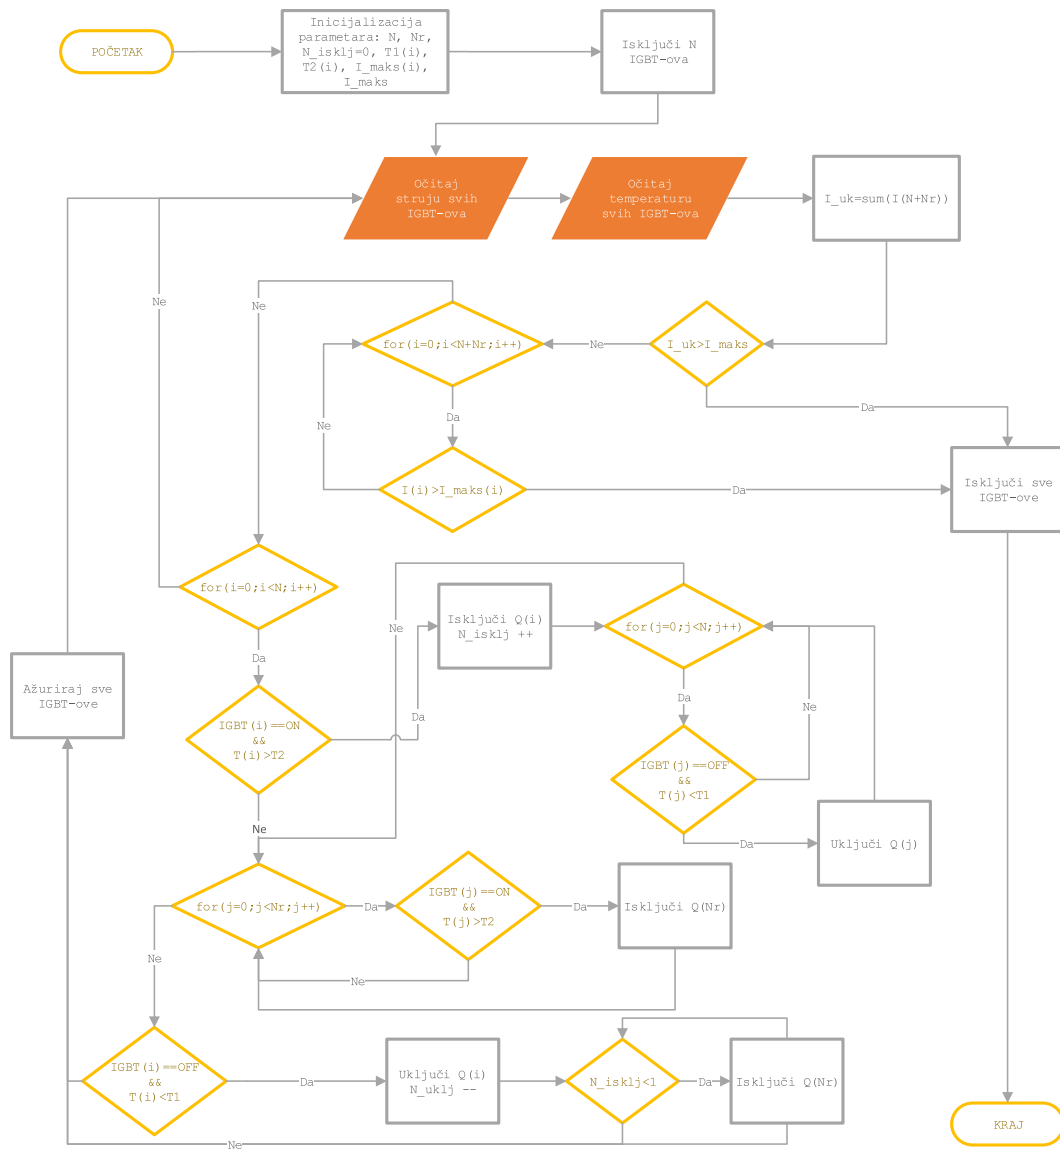 POČETAK
Inicijalizacija
parametara: N, Nr,
N_isklj=0, T1(i),
T2(i), I_maks(i),
I_maks
Isključi N
IGBT-ova
Očitaj
struju svih
IGBT-ova
Očitaj
temperaturu
svih IGBT-ova
I_uk=sum(I(N+Nr))
Ne
Ne
for(i=0;i<N+Nr;i++)
Ne
I_uk>I_maks
Da
Da
Ne
I(i)>I_maks(i)
Da
Isključi sve
IGBT-ove
for(i=0;i<N;i++)
Da
Ne
Isključi Q(i)
N_isklj ++
for(j=0;j<N;j++)
Ažuriraj sve
IGBT-ove
IGBT(i)==ON
&&
T(i)>T2
Da
Da
Ne
IGBT(j)==OFF
&&
T(j)<T1
Ne
Da
Uključi Q(j)
for(j=0;j<Nr;j++)
Da
IGBT(j)==ON
&&
T(j)>T2
Da
Isključi Q(Nr)
Ne
Ne
IGBT(i)==OFF
&&
T(i)<T1
Da
Uključi Q(i)
N_uklj --
N_isklj<1
Da
Isključi Q(Nr)
Ne
KRAJ